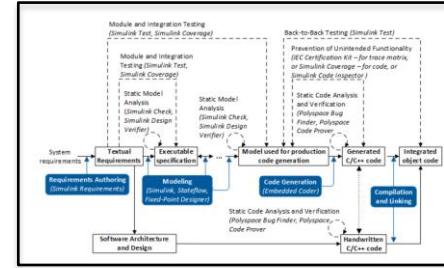 Module and Integration Testing
(Simulink Test, Simulink Coverage)
Back-to-Back Testing (Simulink Test)
Module and Integration
Testing (Simulink Test,
Simulink Coverage)
Prevention of Unintended Functionality
(IEC Certification Kit – for trace matrix,
or Simulink Coverage – for code, or
Simulink Code Inspector)
Static Model
Analysis
(Simulink Check,
Simulink Design
Verifier)
Static Model
Analysis
(Simulink Check,
Simulink Design
Verifier)
Static Code Analysis
and Verification
(Polyspace Bug
Finder, Polyspace
Code Prover)
System
requirements
Textual
Requirements
Executable
specification
...
Model used for production
code generation
Generated
C/C++ code
Integrated
object code
Requirements Authoring
(Simulink Requirements)
Modeling
(Simulink, Stateflow,
Fixed-Point Designer)
Code Generation
(Embedded Coder)
Compilation
and Linking
Static Code Analysis and Verification
(Polyspace Bug Finder, Polyspace
Code Prover
Software Architecture
and Design
Handwritten
C/C++ code